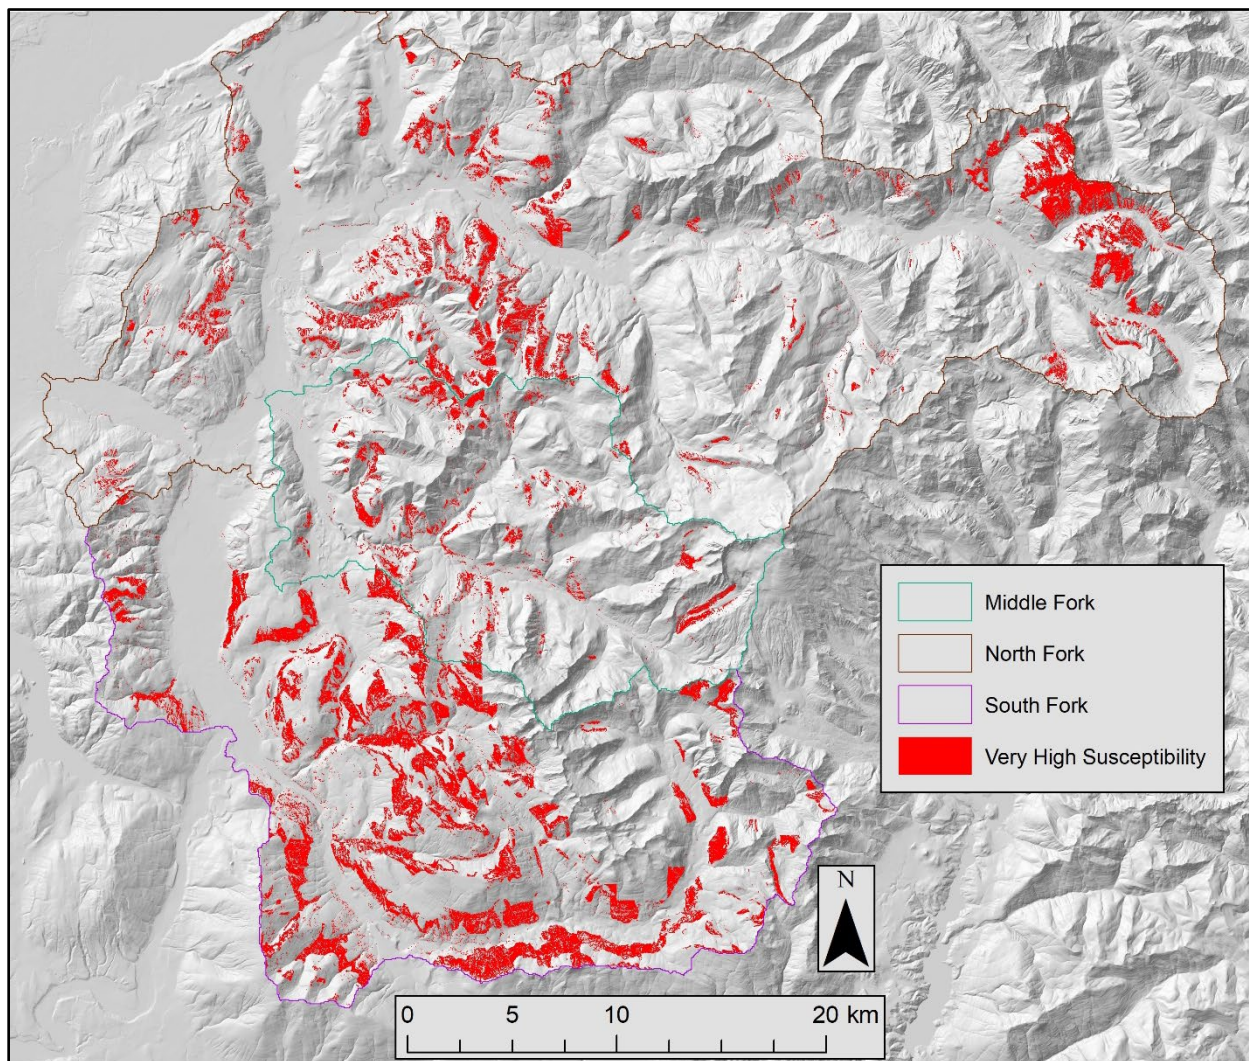 Middle Fork
North Fork
South Fork
Very High Susceptibility
N
0 5 10 20 km